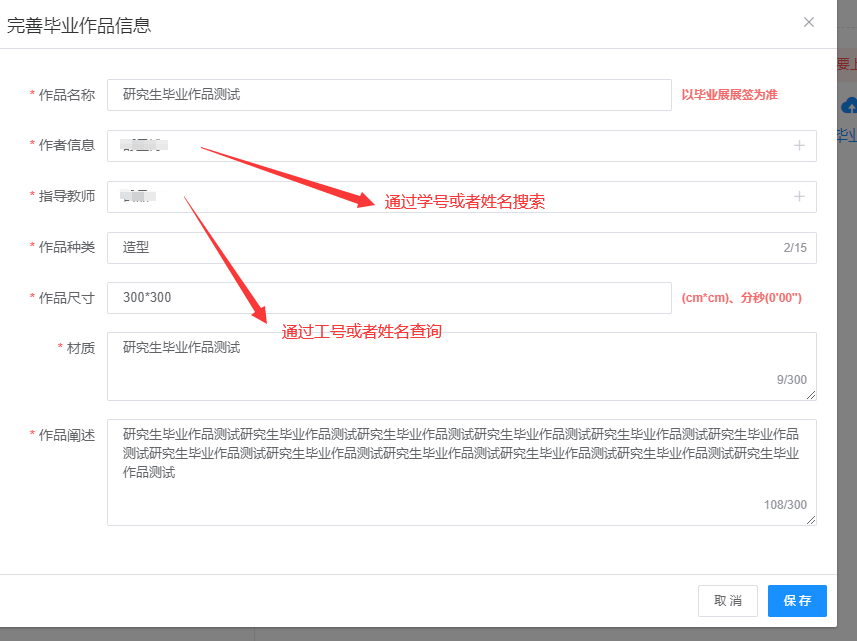 完善毕业作品信息
要上
* 作品名称 研究生毕业作品测试 以毕业展展签为准
毕业
* 作者信息
* 指导教师
通过学号或者姓名搜索
* 作品种类 造型 2/15
* 作品尺寸 300*300 (cm*cm)、分秒(0'00")
通过工号或者姓名查询
* 材质 研究生毕业作品测试
9/300
* 作品阐述 研究生毕业作品测试研究生毕业作品测试研究生毕业作品测试研究生毕业作品测试研究生毕业作品测试研究生毕业作品
测试研究生毕业作品测试研究生毕业作品测试研究生毕业作品测试研究生毕业作品测试研究生毕业作品测试研究生毕业
作品测试
108/300
取 消 保 存